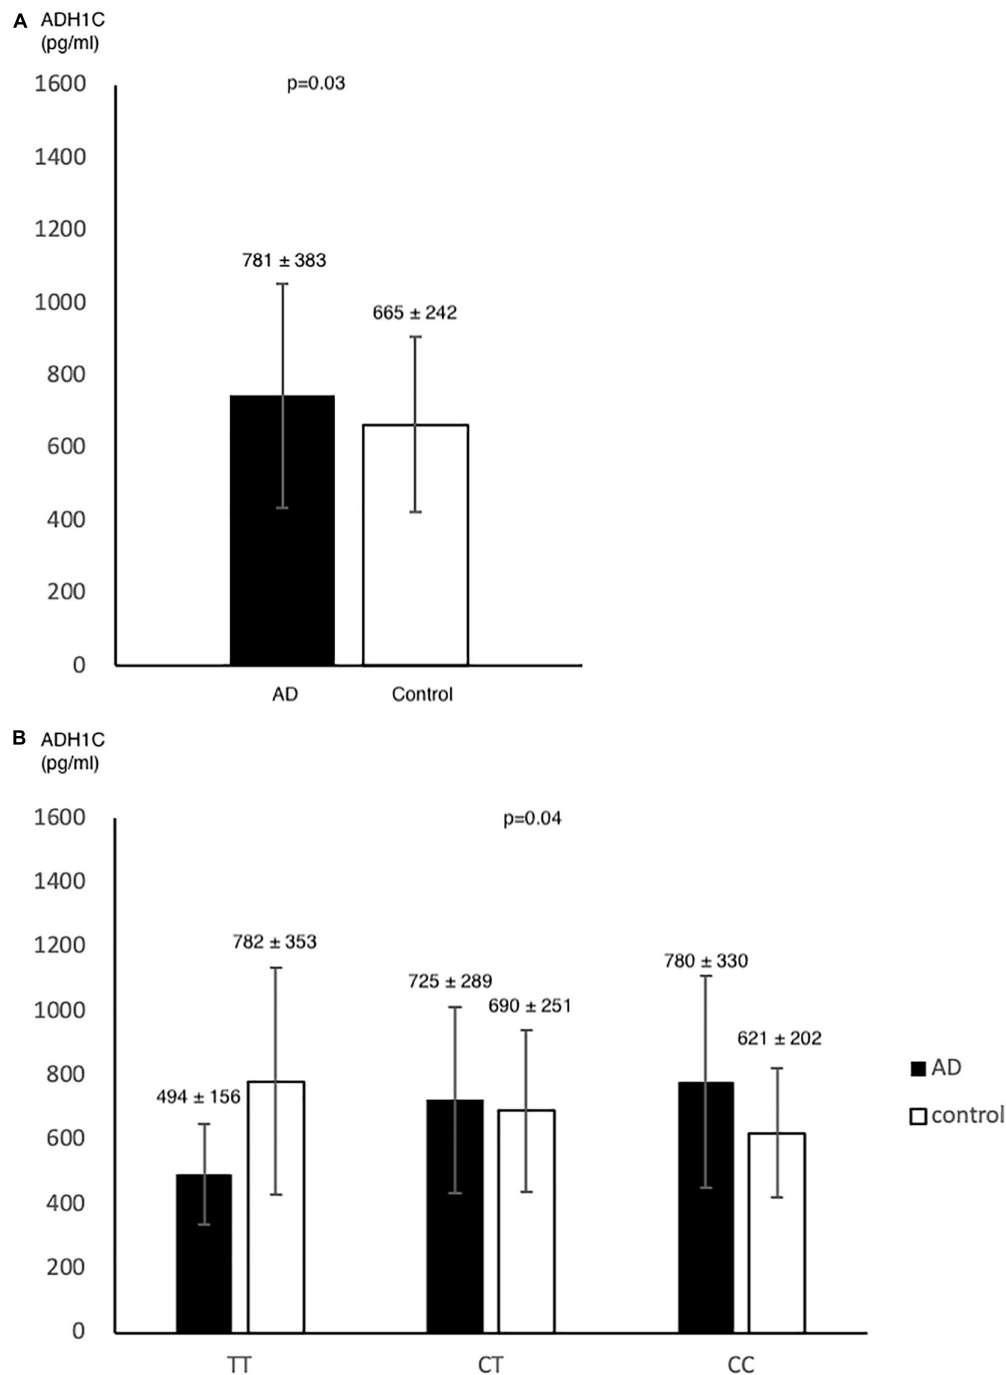 A ADH1C
(pg/ml)
1600
p=0.03
1400
1200
781 ± 383
1000
665 ± 242
800
600
400
200
0
AD Control
B ADH1C
(pg/ml)
1600
p=0.04
1400
1200
782 ± 353
780 ± 330
725 ± 289
1000
690 ± 251
621 ± 202
800
494 ± 156
600
400
200
0
TT CT CC
AD
control